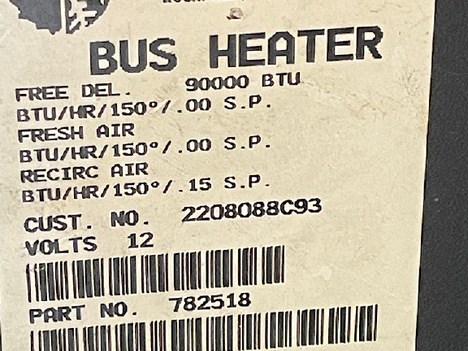 BUS HEATER
FREE DEL. 90000 BTU
BTU/HR/150°/.00 S.P.
FRESH AIR
BTU/HR/150°/.00 S.P.
RECIRC AIR
BTU/HR/150°/.15 S.P.
CUST. NO. 2208088C93
VOLTS 12
PART NO. 782518